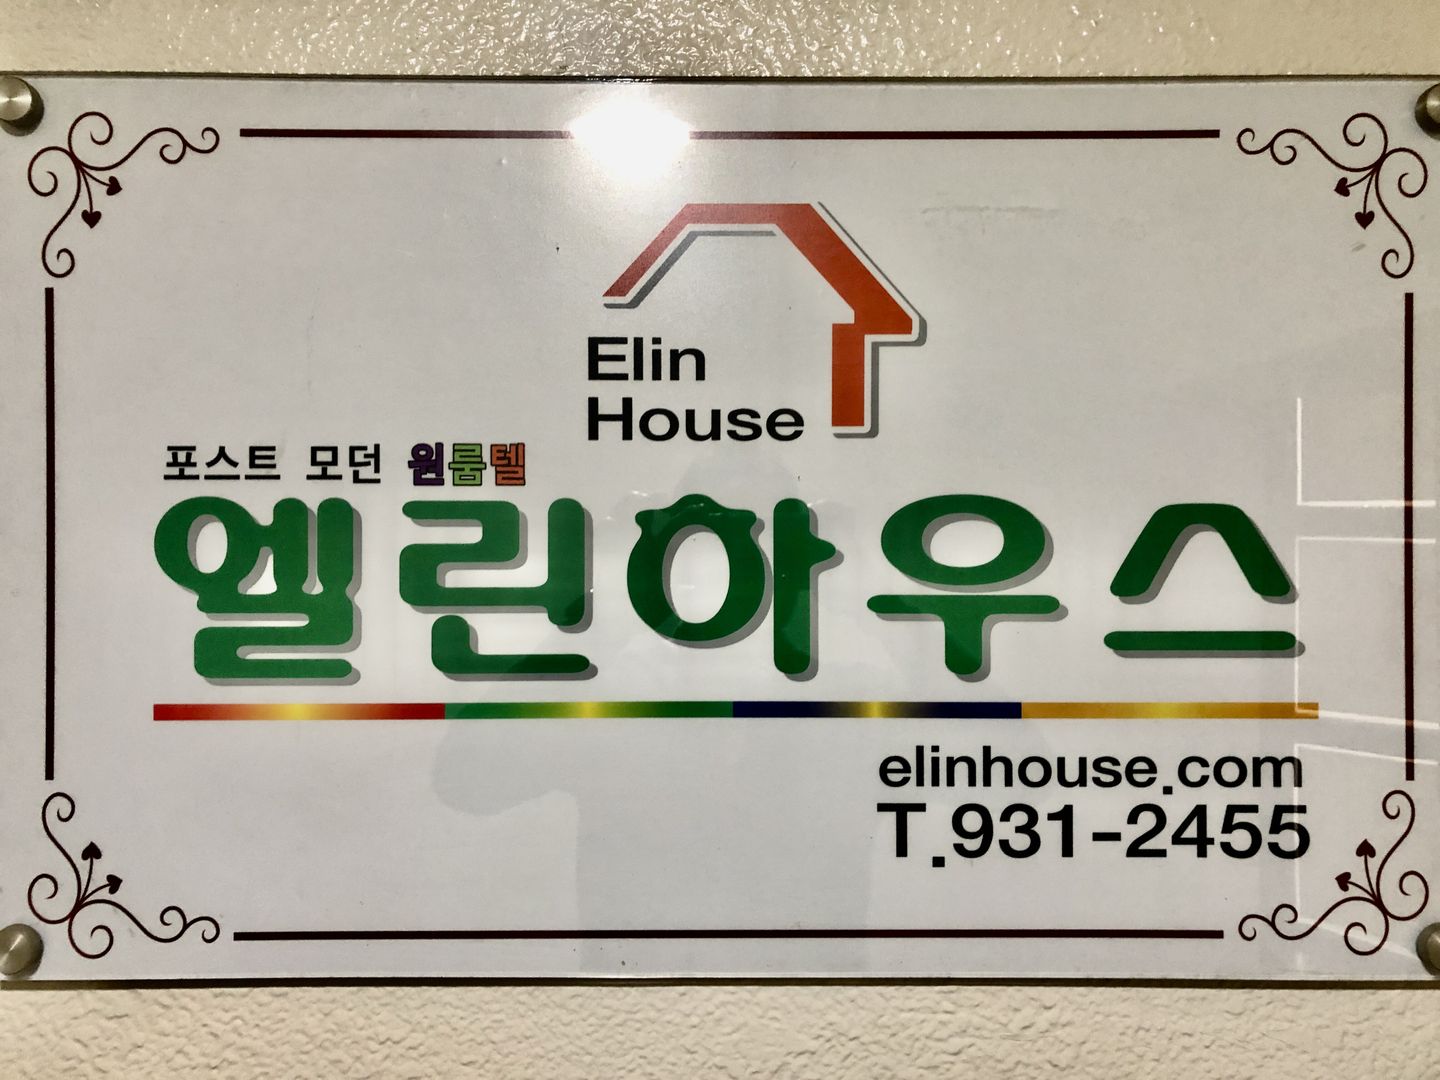 Elin
House
포스트 모던 원룸텔
엘린하우스
elinhouse.com
T.931-2455